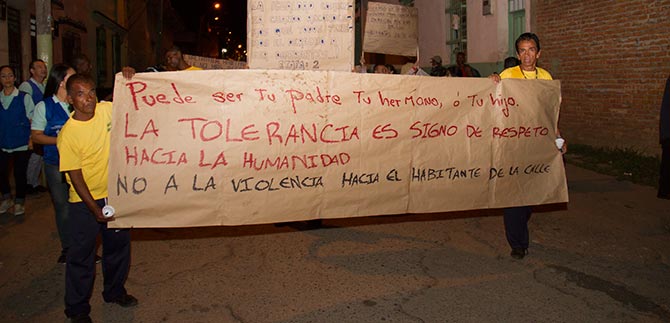 Puede ser Tu padre Tu hermano, ó Tu hijo.
LA TOLERANCIA ES SIGNO DE RESPETO
HACIA LA HUMANIDAD
NO A LA VIOLENCIA HACIA EL HABITANTE DE LA CALLE